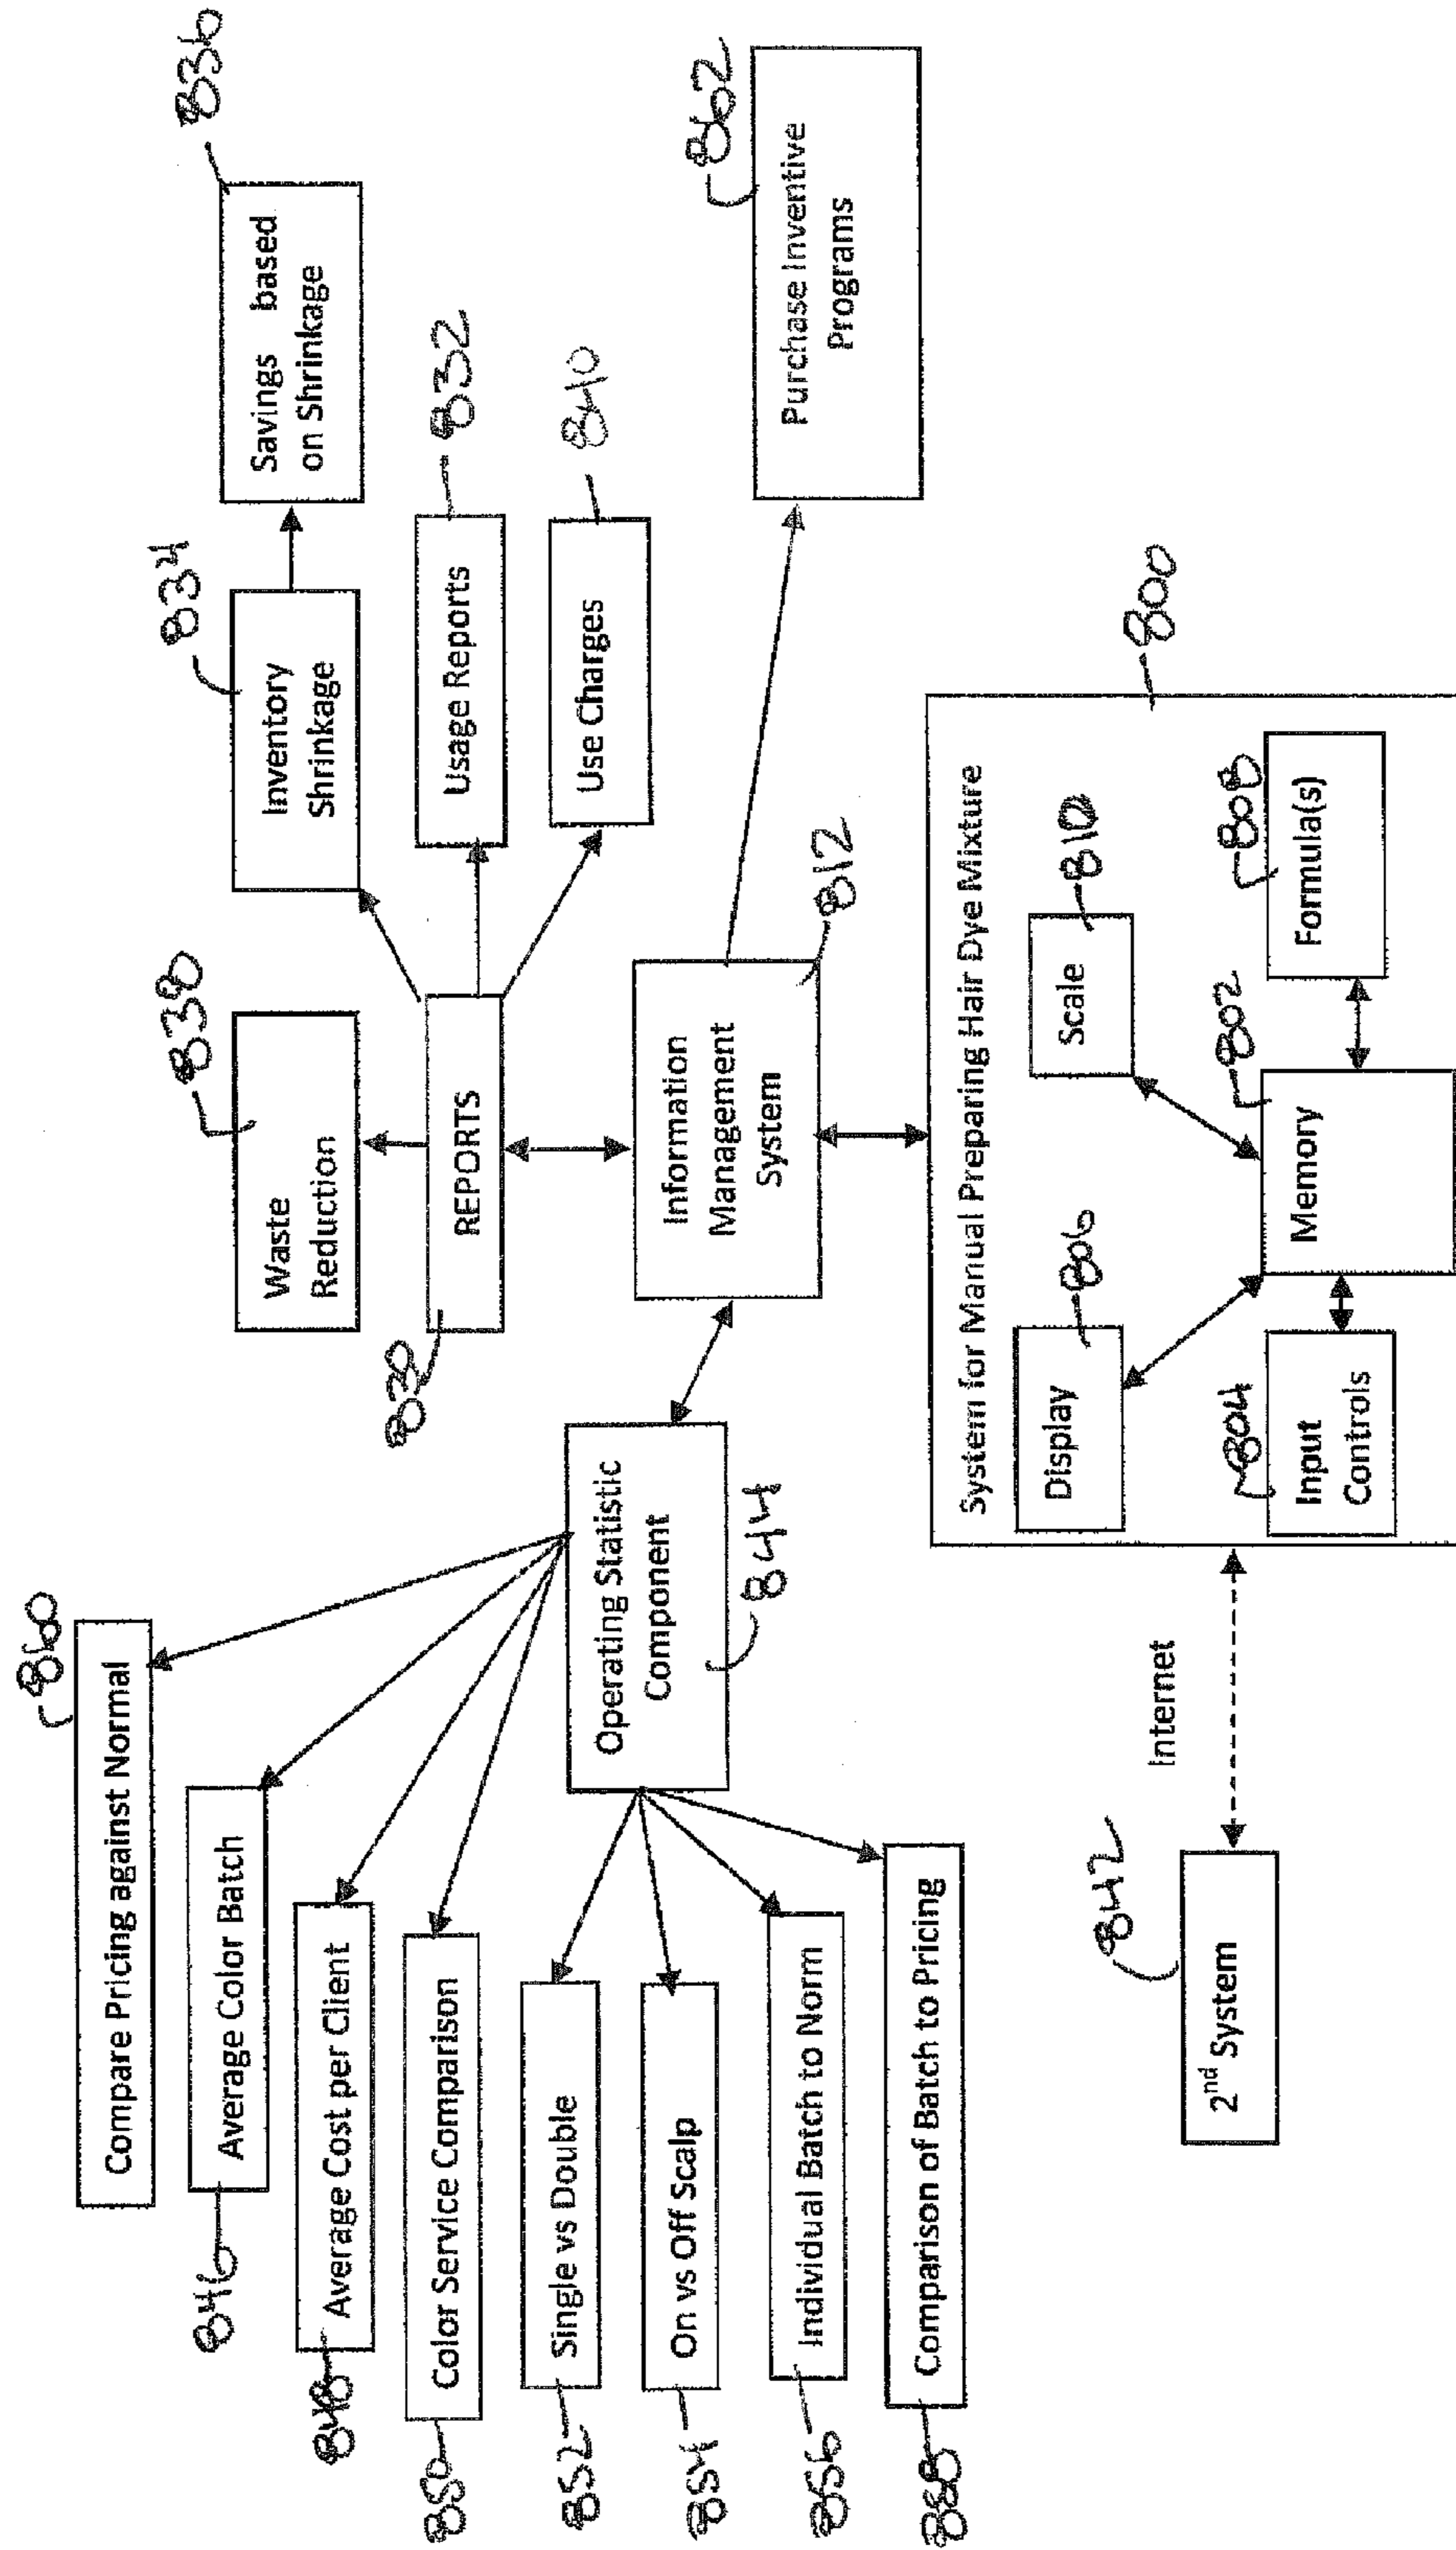 860
Compare Pricing against Normal
846
Average Color Batch
848
Average Cost per Client
850
Color Service Comparison
852
Single vs Double
854
On vs Off Scalp
856
Individual Batch to Norm
Comparison of Batch to Pricing
Operating Statistic
Component
844
838
Waste
Reduction
834
Inventory
Shrinkage
836
Savings based
on Shrinkage
830
REPORTS
Usage Reports
832
Use Charges
840
Information
Management
System
812
862
Purchase Inventive
Programs
842
2nd System
Internet
800
System for Manual Preparing Hair Dye Mixture
Display
806
Scale
810
804
Input
Controls
802
Memory
808
Formula(s)